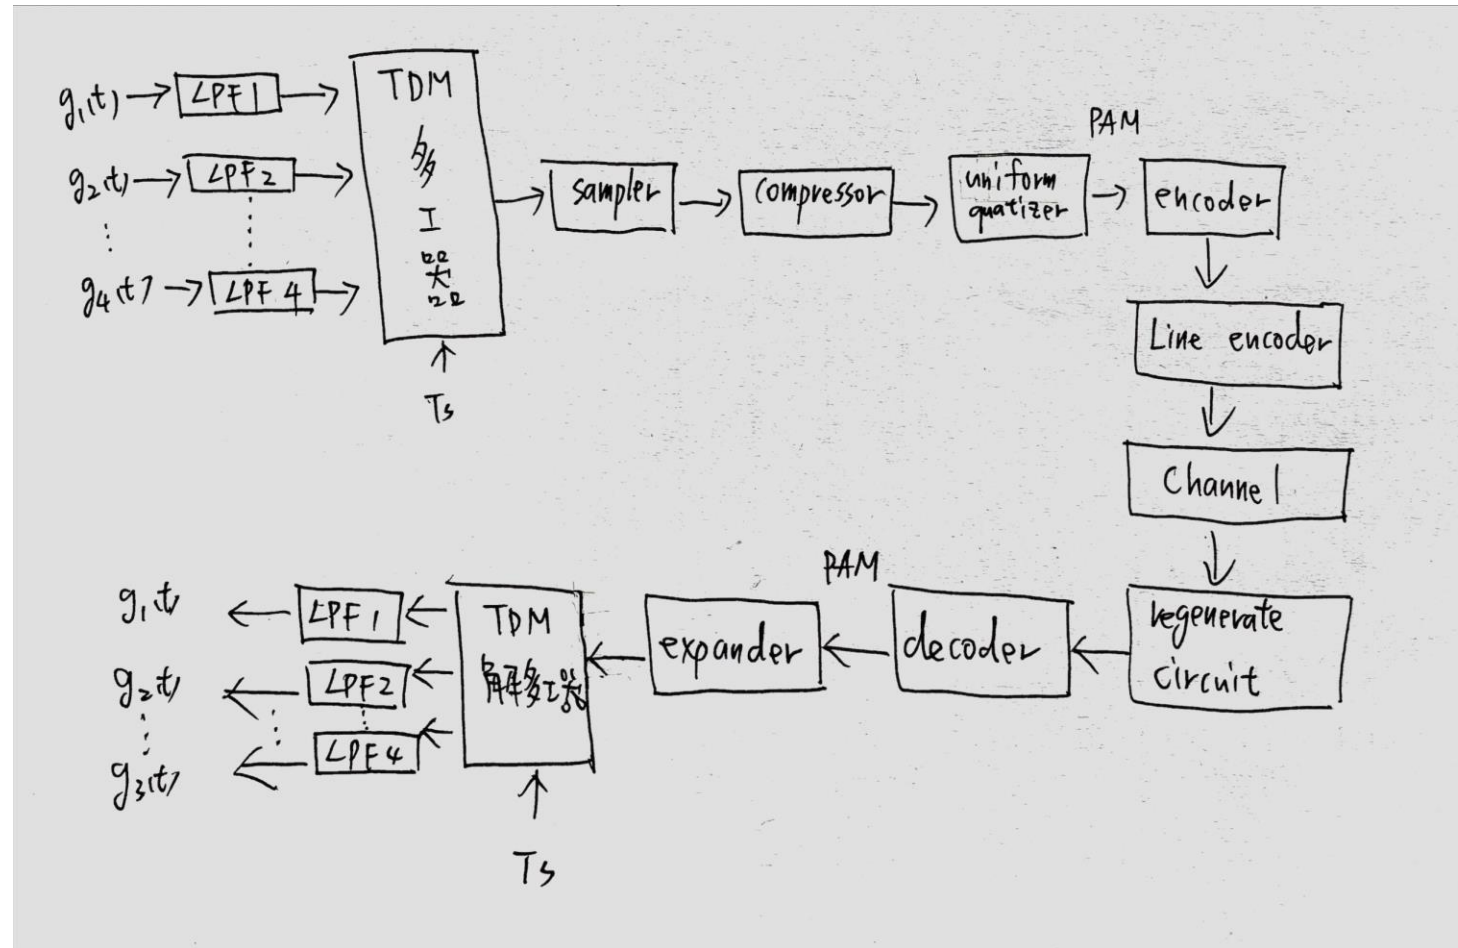 g1(t)
LPF1
TDM
多
工
器
g2(t)
LPF2
g4(t)
LPF4
Ts
sampler
compressor
uniform
quatizer
PAM
encoder
Line encoder
Channel
regenerate
circuit
decoder
PAM
expander
TDM
解多工器
Ts
LPF1
g1(t)
LPF2
g2(t)
LPF4
g3(t)